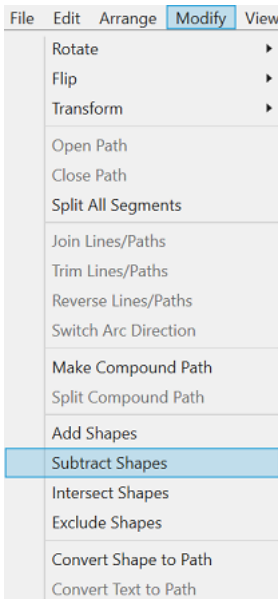 File Edit Arrange Modify View
Rotate
Flip
Transform
Open Path
Close Path
Split All Segments
Join Lines/Paths
Trim Lines/Paths
Reverse Lines/Paths
Switch Arc Direction
Make Compound Path
Split Compound Path
Add Shapes
Subtract Shapes
Intersect Shapes
Exclude Shapes
Convert Shape to Path
Convert Text to Path